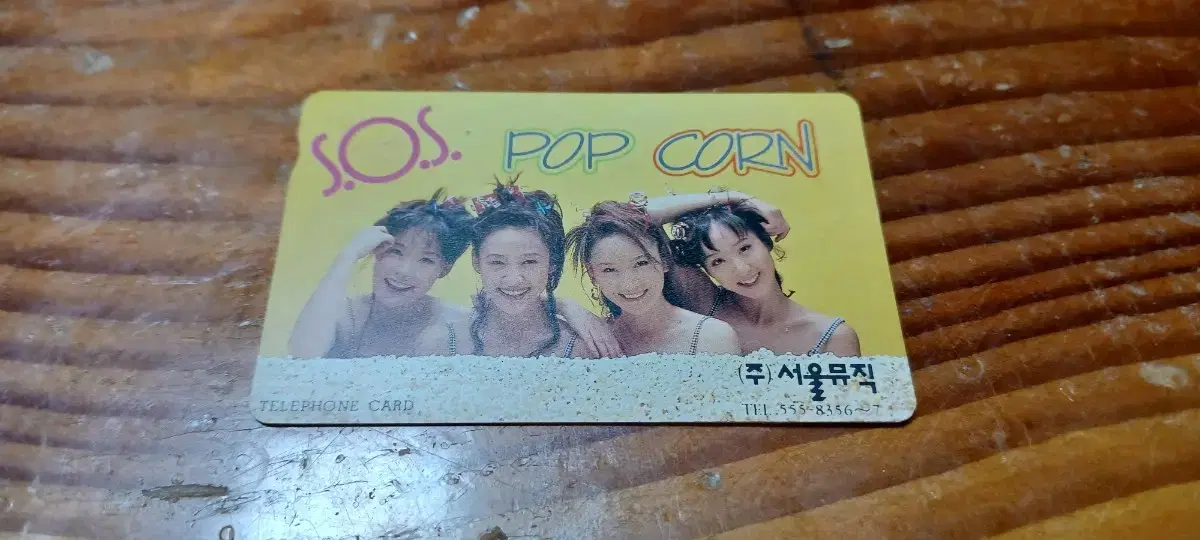 S.O.S. POP CORN
(주) 서울뮤직
TELEPHONE CARD
TEL. 555-8356~7